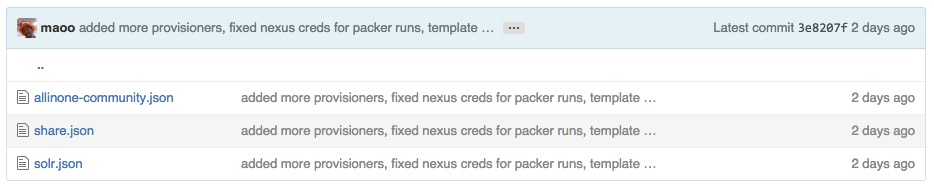 maoo added more provisioners, fixed nexus creds for packer runs, template … ... Latest commit 3e8207f 2 days ago
..
allinone-community.json added more provisioners, fixed nexus creds for packer runs, template … 2 days ago
share.json added more provisioners, fixed nexus creds for packer runs, template … 2 days ago
solr.json added more provisioners, fixed nexus creds for packer runs, template … 2 days ago